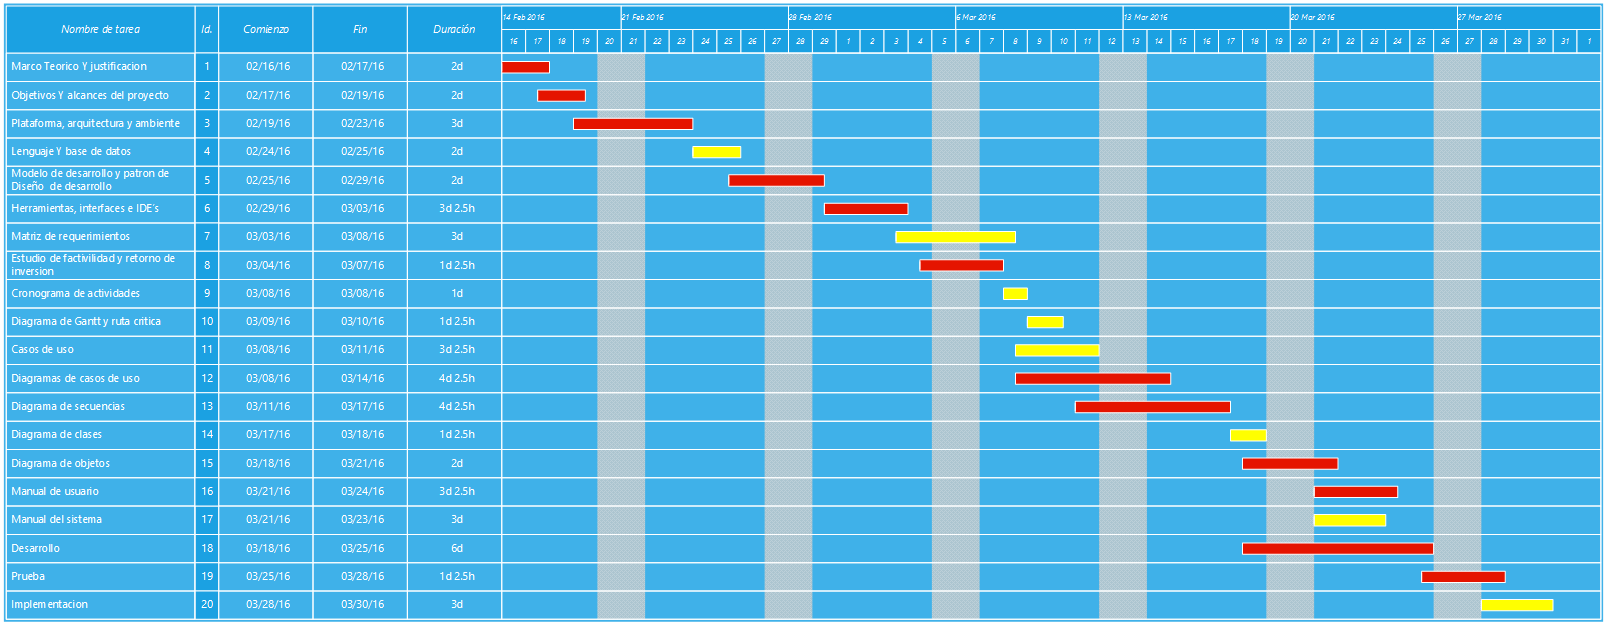 Nombre de tarea Id. Comienzo Fin Duración
14 Feb 2016 21 Feb 2016 28 Feb 2016 6 Mar 2016 13 Mar 2016 20 Mar 2016 27 Mar 2016
16 17 18 19 20 21 22 23 24 25 26 27 28 29 1 2 3 4 5 6 7 8 9 10 11 12 13 14 15 16 17 18 19 20 21 22 23 24 25 26 27 28 29 30 31 1
Marco Teorico Y justificacion 1 02/16/16 02/17/16 2d
Objetivos Y alcances del proyecto 2 02/17/16 02/19/16 2d
Plataforma, arquitectura y ambiente 3 02/19/16 02/23/16 3d
Lenguaje Y base de datos 4 02/24/16 02/25/16 2d
Modelo de desarrollo y patron de
Diseño de desarrollo 5 02/25/16 02/29/16 2d
Herramientas, interfaces e IDE's 6 02/29/16 03/03/16 3d 2.5h
Matriz de requerimientos 7 03/03/16 03/08/16 3d
Estudio de factivilidad y retorno de
inversion 8 03/04/16 03/07/16 1d 2.5h
Cronograma de actividades 9 03/08/16 03/08/16 1d
Diagrama de Gantt y ruta critica 10 03/09/16 03/10/16 1d 2.5h
Casos de uso 11 03/08/16 03/11/16 3d 2.5h
Diagramas de casos de uso 12 03/08/16 03/14/16 4d 2.5h
Diagrama de secuencias 13 03/11/16 03/17/16 4d 2.5h
Diagrama de clases 14 03/17/16 03/18/16 1d 2.5h
Diagrama de objetos 15 03/18/16 03/21/16 2d
Manual de usuario 16 03/21/16 03/24/16 3d 2.5h
Manual del sistema 17 03/21/16 03/23/16 3d
Desarrollo 18 03/18/16 03/25/16 6d
Prueba 19 03/25/16 03/28/16 1d 2.5h
Implementacion 20 03/28/16 03/30/16 3d